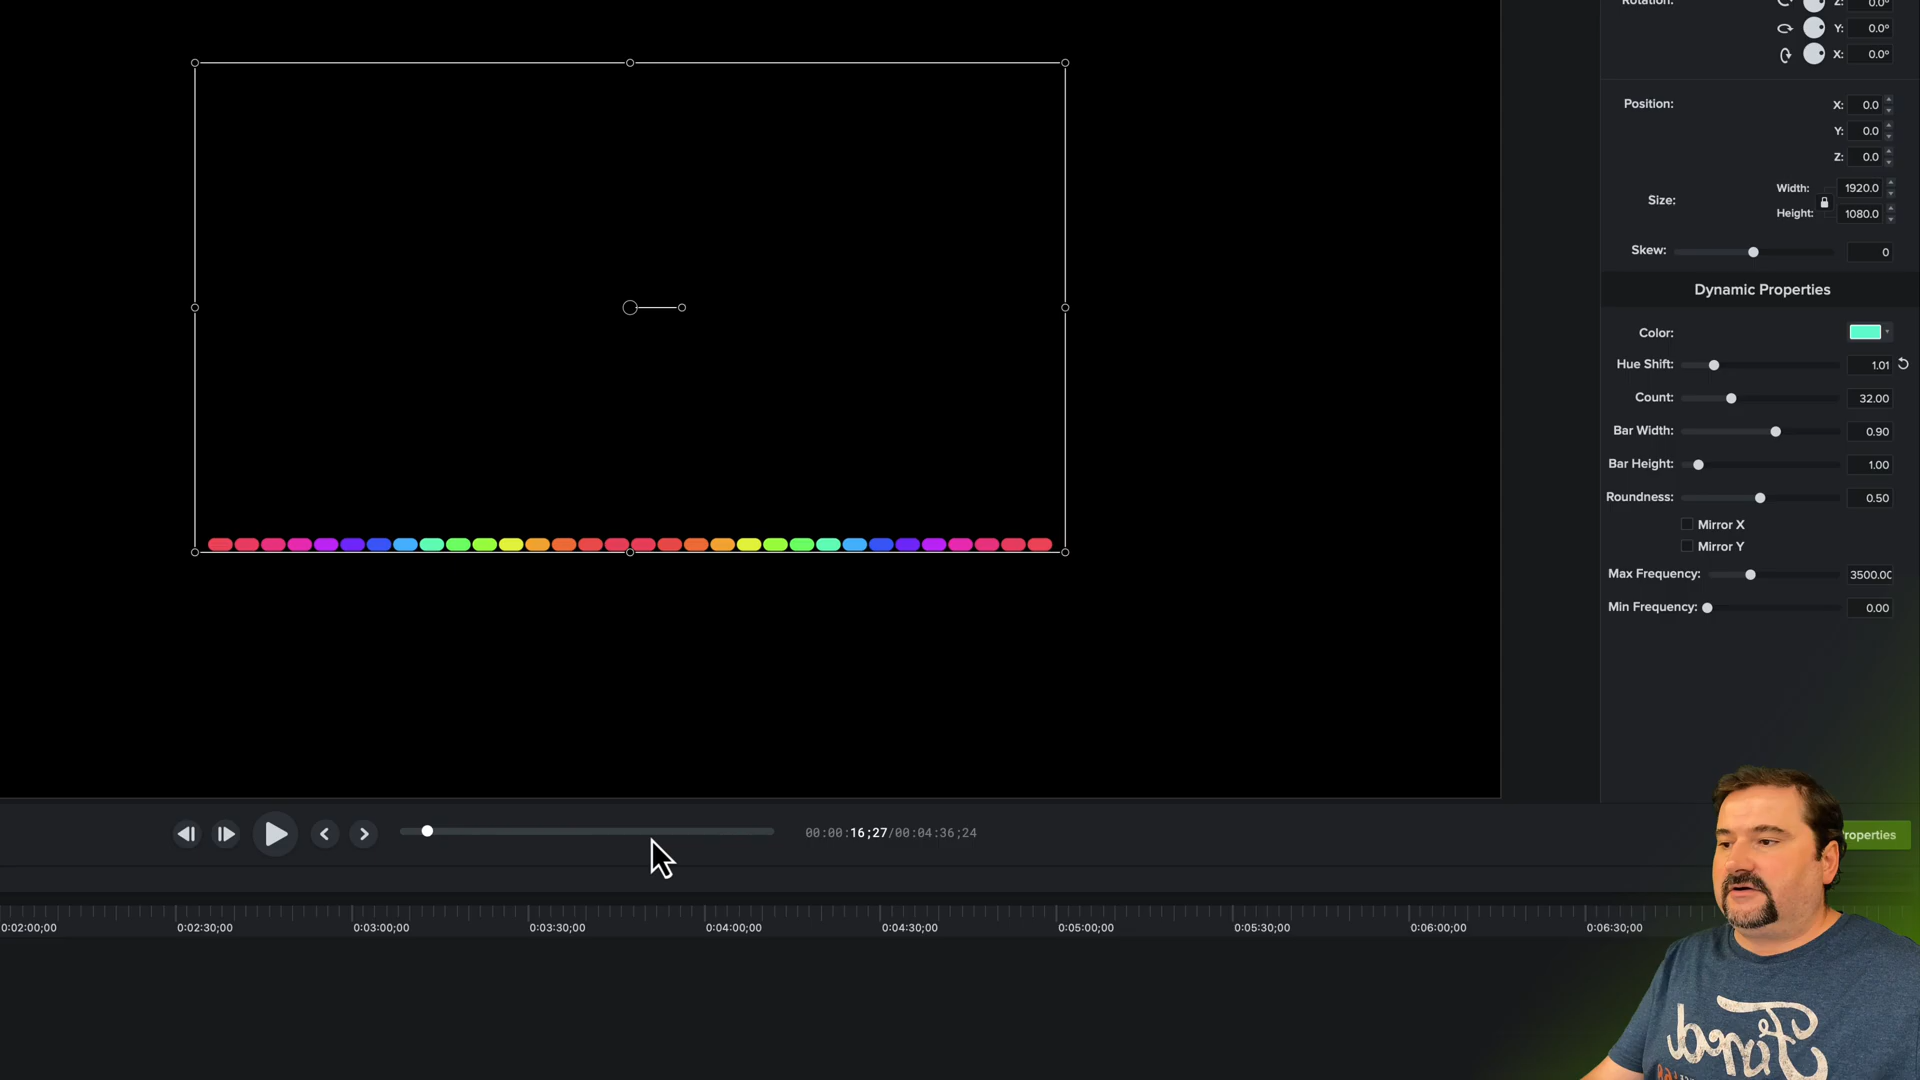 Rotation: Z: 0.0º
Y: 0.0º
X: 0.0º
Position: X: 0.0
Y: 0.0
Z: 0.0
Size: Width: 1920.0
Height: 1080.0
Skew: 0
Dynamic Properties
Color:
Hue Shift: 1.01
Count: 32.00
Bar Width: 0.90
Bar Height: 1.00
Roundness: 0.50
Mirror X
Mirror Y
Max Frequency: 3500.00
Min Frequency: 0.00
00:00:16;27/00:04:36;24
roperties
0:02:00;00 0:02:30;00 0:03:00;00 0:03:30;00 0:04:00;00 0:04:30;00 0:05:00;00 0:05:30;00 0:06:00;00 0:06:30;00